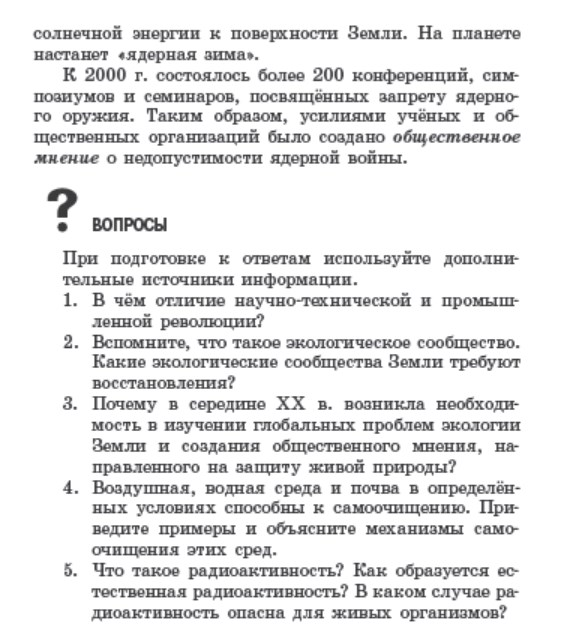 солнечной энергии к поверхности Земли. На планете
настанет «ядерная зима».
К 2000 г. состоялось более 200 конференций, сим-
позиумов и семинаров, посвящённых запрету ядерно-
го оружия. Таким образом, усилиями учёных и об-
щественных организаций было создано общественное
мнение о недопустимости ядерной войны.
? ВОПРОСЫ
При подготовке к ответам используйте дополни-
тельные источники информации.
1. В чём отличие научно-технической и промыш-
ленной революции?
2. Вспомните, что такое экологическое сообщество.
Какие экологические сообщества Земли требуют
восстановления?
3. Почему в середине XX в. возникла необходи-
мость в изучении глобальных проблем экологии
Земли и создания общественного мнения, на-
правленного на защиту живой природы?
4. Воздушная, водная среда и почва в определён-
ных условиях способны к самоочищению. При-
ведите примеры и объясните механизмы само-
очищения этих сред.
5. Что такое радиоактивность? Как образуется ес-
тественная радиоактивность? В каком случае ра-
диоактивность опасна для живых организмов?